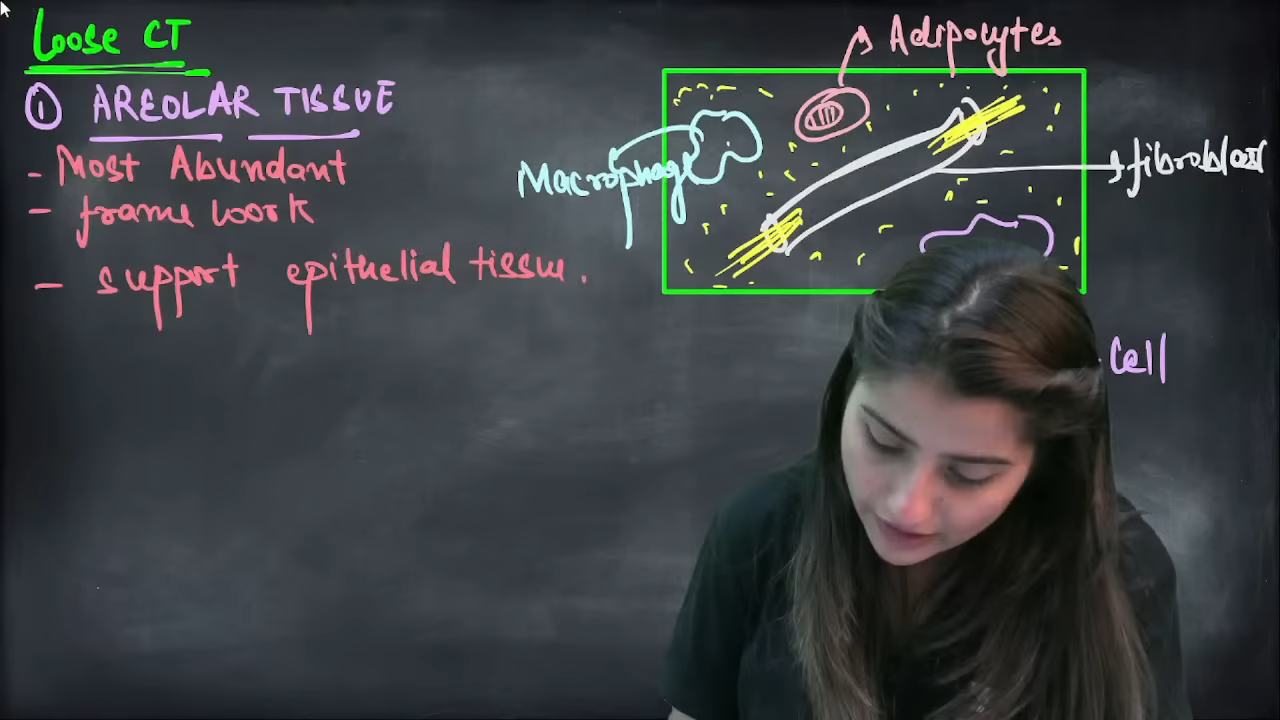 Loose CT
① AREOLAR TISSUE
- Most Abundant
- frame work
- support epithelial tissue.
Adipocytes
Macrophage
fibroblast
Cell